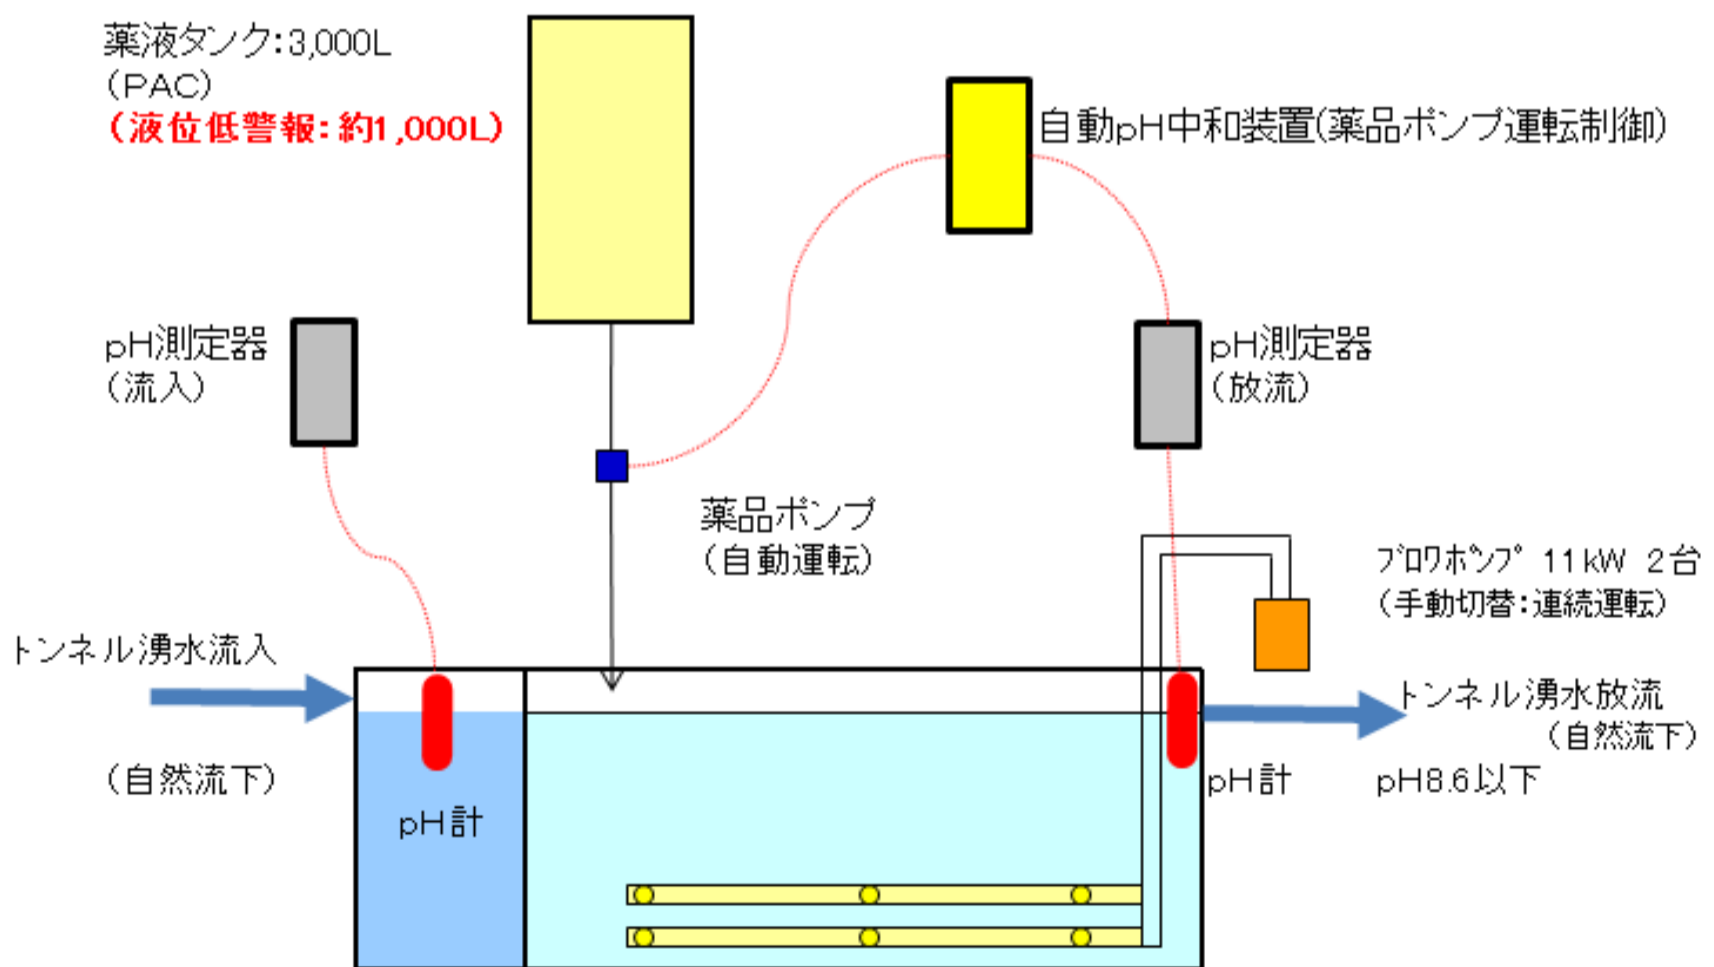 薬液タンク:3,000L
(PAC)
(液位低警報:約1,000L)
自動pH中和装置(薬品ポンプ運転制御)
pH測定器
(流入)
pH測定器
(放流)
薬品ポンプ
(自動運転)
ﾌﾞﾛﾜﾎﾟﾝﾌﾟ 11kW 2台
(手動切替:連続運転)
トンネル湧水流入
(自然流下)
トンネル湧水放流
(自然流下)
pH計
pH計
pH8.6以下